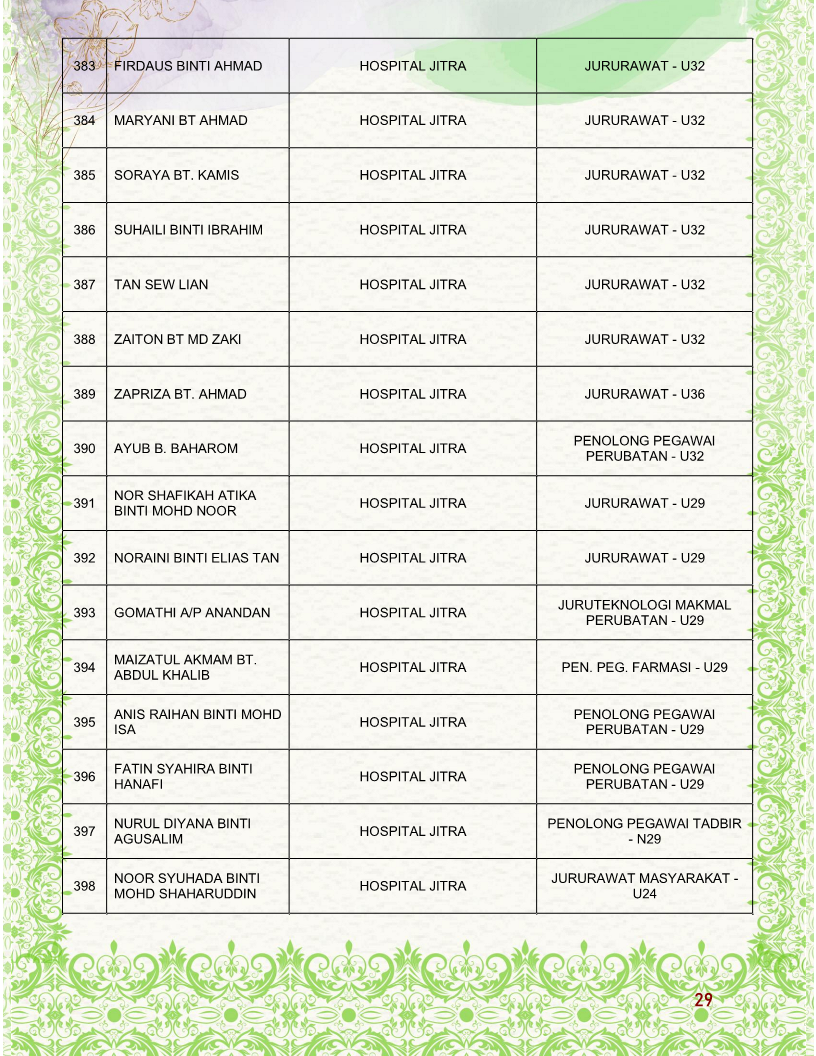 383 FIRDAUS BINTI AHMAD HOSPITAL JITRA JURURAWAT - U32
384 MARYANI BT AHMAD HOSPITAL JITRA JURURAWAT - U32
385 SORAYA BT. KAMIS HOSPITAL JITRA JURURAWAT - U32
386 SUHAILI BINTI IBRAHIM HOSPITAL JITRA JURURAWAT - U32
387 TAN SEW LIAN HOSPITAL JITRA JURURAWAT - U32
388 ZAITON BT MD ZAKI HOSPITAL JITRA JURURAWAT - U32
389 ZAPRIZA BT. AHMAD HOSPITAL JITRA JURURAWAT - U36
390 AYUB B. BAHAROM HOSPITAL JITRA PENOLONG PEGAWAI
PERUBATAN - U32
391 NOR SHAFIKAH ATIKA
BINTI MOHD NOOR HOSPITAL JITRA JURURAWAT - U29
392 NORAINI BINTI ELIAS TAN HOSPITAL JITRA JURURAWAT - U29
393 GOMATHI A/P ANANDAN HOSPITAL JITRA JURUTEKNOLOGI MAKMAL
PERUBATAN - U29
394 MAIZATUL AKMAM BT.
ABDUL KHALIB HOSPITAL JITRA PEN. PEG. FARMASI - U29
395 ANIS RAIHAN BINTI MOHD
ISA HOSPITAL JITRA PENOLONG PEGAWAI
PERUBATAN - U29
396 FATIN SYAHIRA BINTI
HANAFI HOSPITAL JITRA PENOLONG PEGAWAI
PERUBATAN - U29
397 NURUL DIYANA BINTI
AGUSALIM HOSPITAL JITRA PENOLONG PEGAWAI TADBIR
- N29
398 NOOR SYUHADA BINTI
MOHD SHAHARUDDIN HOSPITAL JITRA JURURAWAT MASYARAKAT -
U24
29